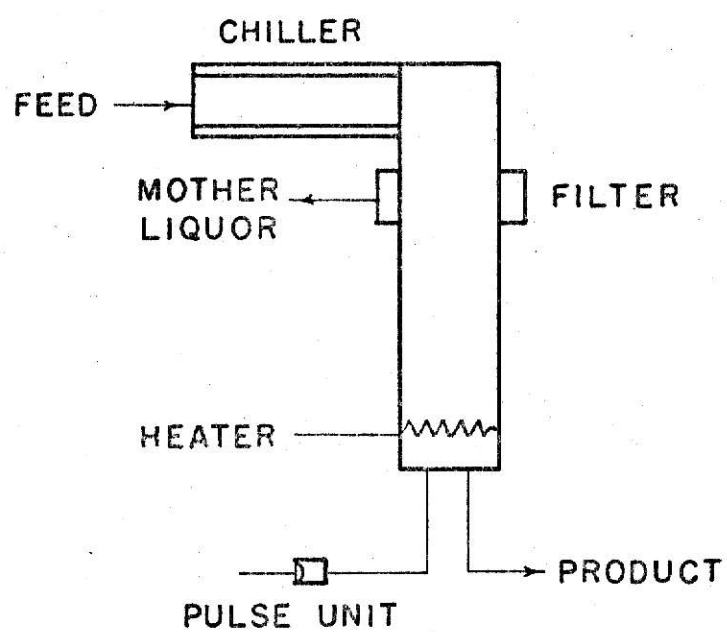 CHILLER
FEED
MOTHER
LIQUOR
FILTER
HEATER
PRODUCT
PULSE UNIT